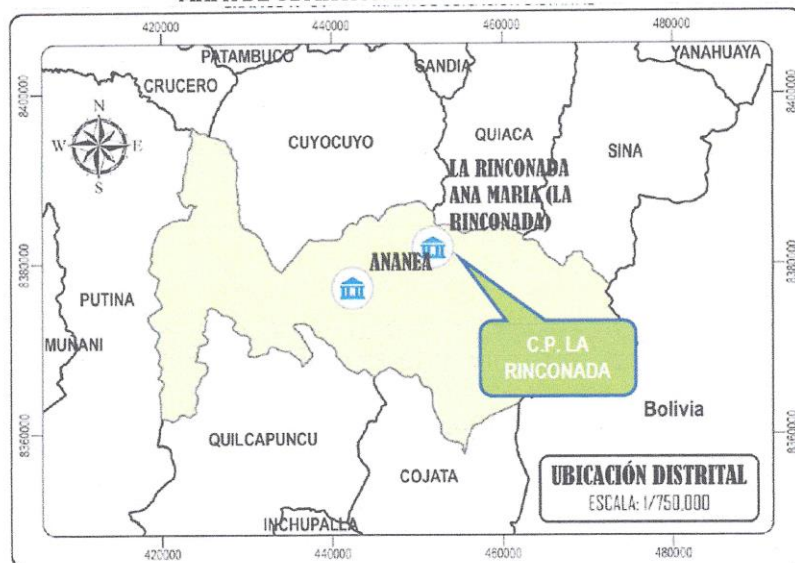 420000
440000
460000
480000
PATAMBUCO
SANDIA
YANAHUAYA
CRUCERO
8400000
8400000
N
W E
S
CUYOCUYO
QUIACA
SINA
LA RINCONADA
ANA MARIA (LA
RINCONADA)
ANANEA
8380000
8380000
PUTINA
MUÑANI
C.P. LA
RINCONADA
Bolivia
8360000
8360000
QUILCAPUNCU
COJATA
UBICACIÓN DISTRITAL
ESCALA: 1/750,000
INCHUPALLA
420000
440000
460000
480000